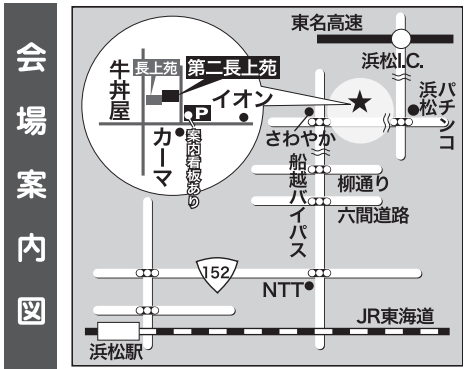 会場案内図
東名高速
浜松I.C.
牛丼屋
長上苑
第二長上苑
P
イオン
カーマ
案内看板あり
さわやか
浜松
パチンコ
船越バイパス
柳通り
六間道路
152
NTT
JR東海道
浜松駅